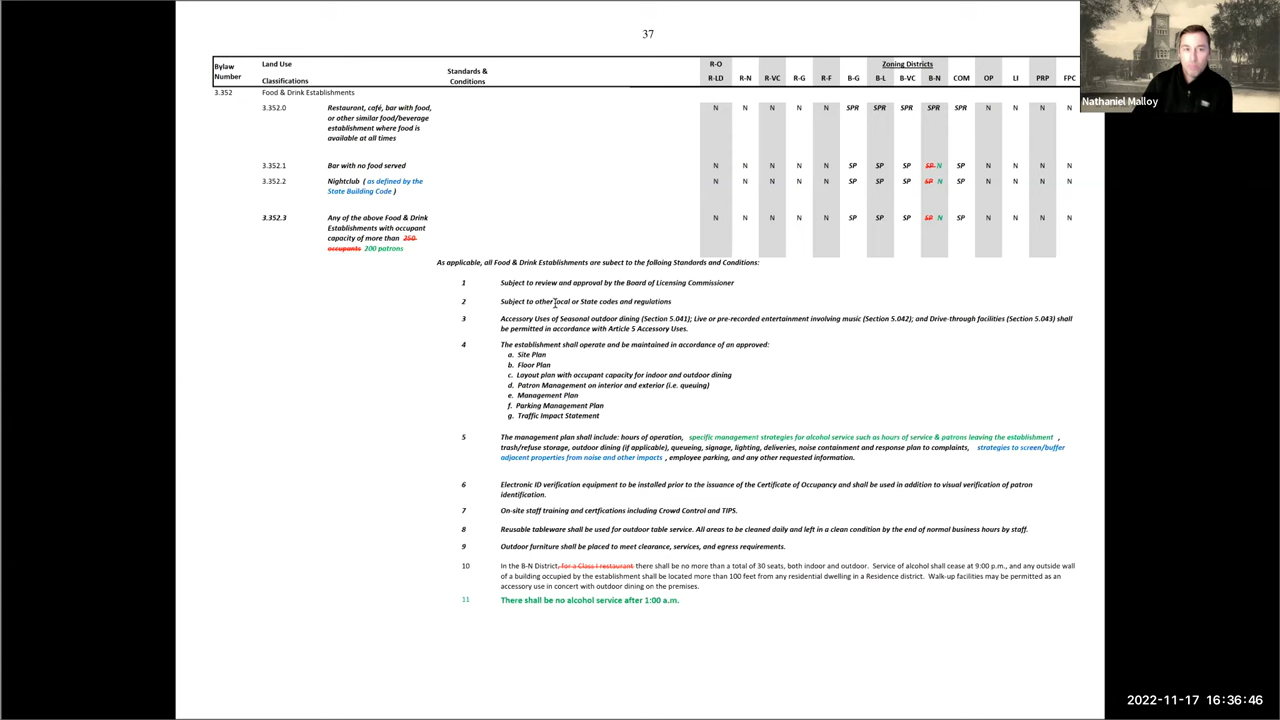 37
Bylaw Number Land Use Classifications Standards & Conditions Zoning Districts
R-O R-LD R-N R-VC R-G R-F B-G B-L B-VC B-N COM OP LI PRP FPC
3.352 Food & Drink Establishments
3.352.0 Restaurant, café, bar with food, N N N N N SPR SPR SPR SPR SPR N N N N
or other similar food/beverage
establishment where food is
available at all times
3.352.1 Bar with no food served N N N N N SP SP SP SP N SP N N N N
3.352.2 Nightclub ( as defined by the N N N N N SP SP SP SP N SP N N N N
State Building Code )
3.352.3 Any of the above Food & Drink N N N N N SP SP SP SP N SP N N N N
Establishments with occupant
capacity of more than 250
occupants 200 patrons
As applicable, all Food & Drink Establishments are subect to the folloing Standards and Conditions:
1 Subject to review and approval by the Board of Licensing Commissioner
2 Subject to other local or State codes and regulations
3 Accessory Uses of Seasonal outdoor dining (Section 5.041); Live or pre-recorded entertainment involving music (Section 5.042); and Drive-through facilities (Section 5.043) shall
be permitted in accordance with Article 5 Accessory Uses.
4 The establishment shall operate and be maintained in accordance of an approved:
a. Site Plan
b. Floor Plan
c. Layout plan with occupant capacity for indoor and outdoor dining
d. Patron Management on interior and exterior (i.e. queuing)
e. Management Plan
f. Parking Management Plan
g. Traffic Impact Statement
5 The management plan shall include: hours of operation, specific management strategies for alcohol service such as hours of service & patrons leaving the establishment ,
trash/refuse storage, outdoor dining (if applicable), queueing, signage, lighting, deliveries, noise containment and response plan to complaints, strategies to screen/buffer
adjacent properties from noise and other impacts , employee parking, and any other requested information.
6 Electronic ID verification equipment to be installed prior to the issuance of the Certificate of Occupancy and shall be used in addition to visual verification of patron
identification.
7 On-site staff training and certfications including Crowd Control and TIPS.
8 Reusable tableware shall be used for outdoor table service. All areas to be cleaned daily and left in a clean condition by the end of normal business hours by staff.
9 Outdoor furniture shall be placed to meet clearance, services, and egress requirements.
10 In the B-N District, for a Class I restaurant there shall be no more than a total of 30 seats, both indoor and outdoor. Service of alcohol shall cease at 9:00 p.m., and any outside wall
of a building occupied by the establishment shall be located more than 100 feet from any residential dwelling in a Residence district. Walk-up facilities may be permitted as an
accessory use in concert with outdoor dining on the premises.
11 There shall be no alcohol service after 1:00 a.m.
Nathaniel Malloy
2022-11-17 16:36:46